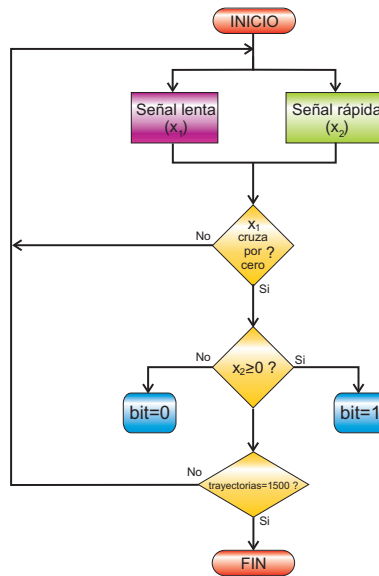 INICIO
Señal lenta
(x₁)
Señal rápida
(x₂)
x₁
cruza
por ?
cero
No
Si
x₂≥0 ?
No
Si
bit=0
bit=1
trayectorias=1500 ?
No
Si
FIN